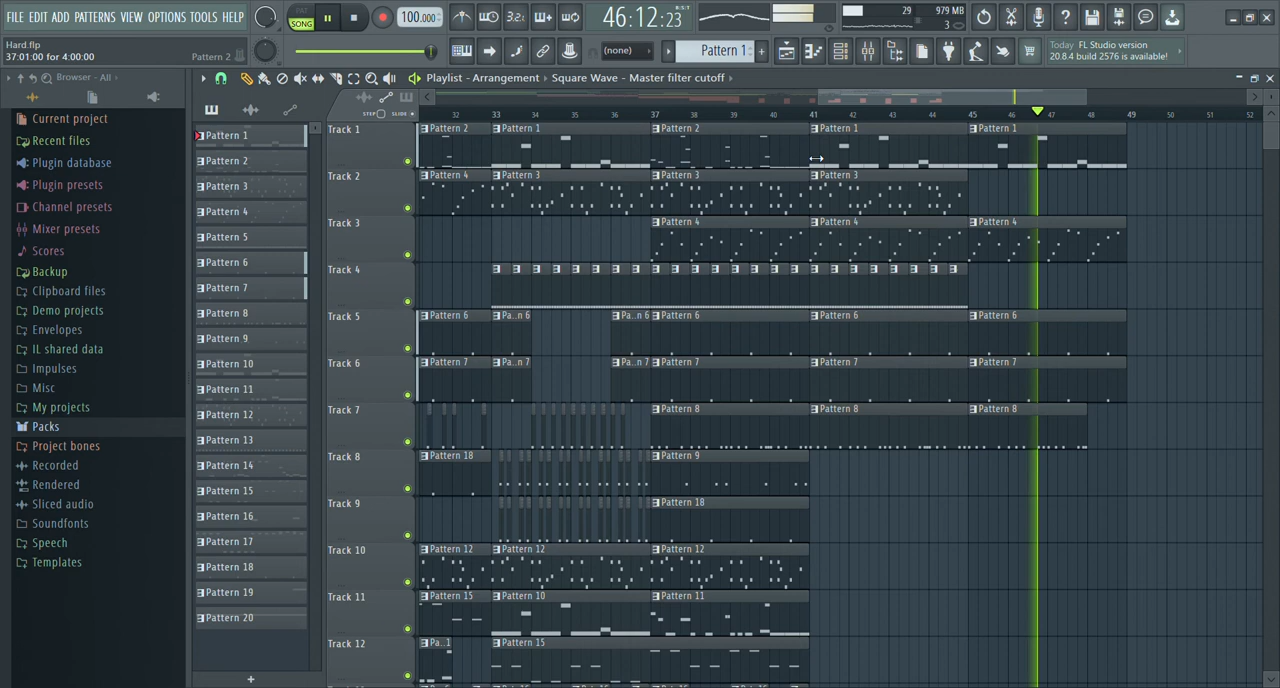 FILE EDIT ADD PATTERNS VIEW OPTIONS TOOLS HELP
PAT
SONG
100.000
3.2.
46:12:23
B:S:T
29
979 MB
3
Hard.flp
37:01:00 for 4:00:00
Pattern 2
(none)
Pattern 1
Today FL Studio version
20.8.4 build 2576 is available!
Browser - All
Playlist - Arrangement Square Wave - Master filter cutoff
STEP SLIDE
32 33 34 35 36 37 38 39 40 41 42 43 44 45 46 47 48 49 50 51 52
Current project
Recent files
Plugin database
Plugin presets
Channel presets
Mixer presets
Scores
Backup
Clipboard files
Demo projects
Envelopes
IL shared data
Impulses
Misc
My projects
Packs
Project bones
Recorded
Rendered
Sliced audio
Soundfonts
Speech
Templates
Pattern 1
Pattern 2
Pattern 3
Pattern 4
Pattern 5
Pattern 6
Pattern 7
Pattern 8
Pattern 9
Pattern 10
Pattern 11
Pattern 12
Pattern 13
Pattern 14
Pattern 15
Pattern 16
Pattern 17
Pattern 18
Pattern 19
Pattern 20
+
Track 1 Pattern 2 Pattern 1 Pattern 2 Pattern 1 Pattern 1
Track 2 Pattern 4 Pattern 3 Pattern 3 Pattern 3
Track 3 Pattern 4 Pattern 4 Pattern 4
Track 4
Track 5 Pattern 6 Pa..n 6 Pa..n 6 Pattern 6 Pattern 6 Pattern 6
Track 6 Pattern 7 Pa..n 7 Pa..n 7 Pattern 7 Pattern 7 Pattern 7
Track 7 Pattern 8 Pattern 8 Pattern 8
Track 8 Pattern 18 Pattern 9
Track 9 Pattern 18
Track 10 Pattern 12 Pattern 12 Pattern 12
Track 11 Pattern 15 Pattern 10 Pattern 11
Track 12 Pa..1 Pattern 15